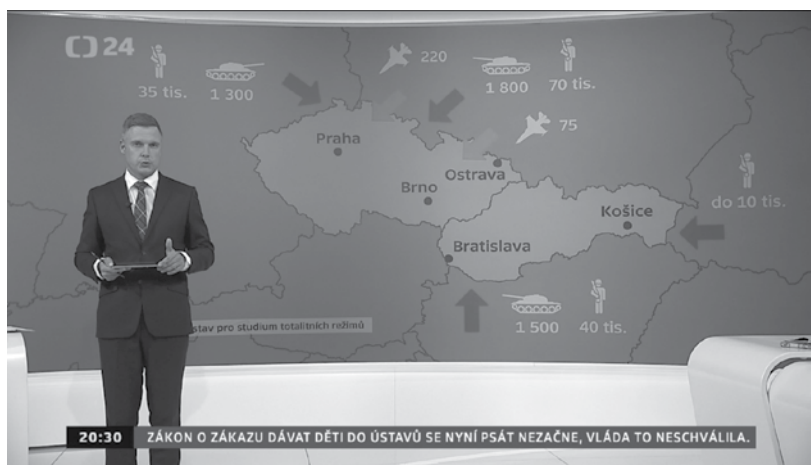 24
35 tis.
1 300
220
1 800
70 tis.
75
Praha
Ostrava
Brno
do 10 tis.
Košice
Bratislava
1 500
40 tis.
stav pro studium totalitních režimů
20:30 ZÁKON O ZÁKAZU DÁVAT DĚTI DO ÚSTAVŮ SE NYNÍ PSÁT NEZAČNE, VLÁDA TO NESCHVÁLILA.